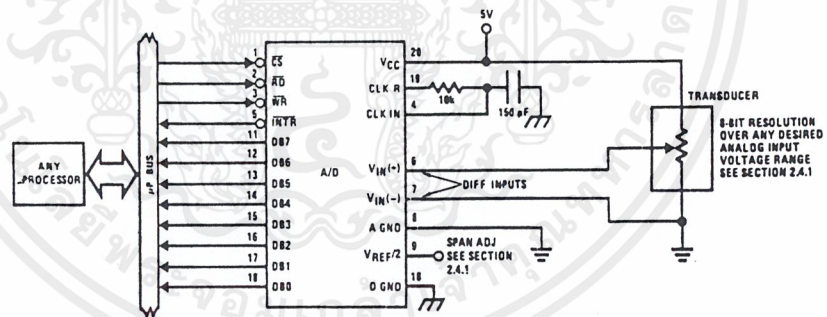 5V
1
CS
2
RD
3
WR
5
INTR
11
DB7
12
DB6
13
DB5
14
DB4
15
DB3
16
DB2
17
DB1
18
DB0
ANY
µPROCESSOR
µP BUS
A/D
VCC
20
CLK R
19
10k
CLK IN
4
150 pF
VIN(+)
6
VIN(–)
7
DIFF INPUTS
A GND
8
VREF/2
9
SPAN ADJ
SEE SECTION
2.4.1
D GND
10
TRANSDUCER
8-BIT RESOLUTION
OVER ANY DESIRED
ANALOG INPUT
VOLTAGE RANGE
SEE SECTION 2.4.1